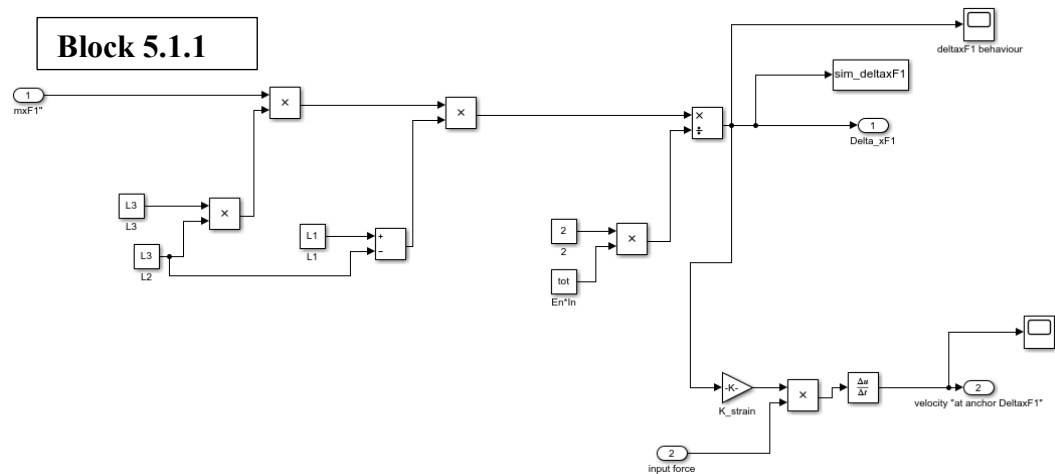 Block 5.1.1
deltaxF1 behaviour
sim_deltaxF1
1
mxF1"
×
×
×
÷
1
Delta_xF1
L3
L3
×
L3
L2
L1
L1
+
−
2
2
×
tot
En*In
-K-
K_strain
×
Δu
Δt
2
velocity "at anchor DeltaxF1"
2
input force